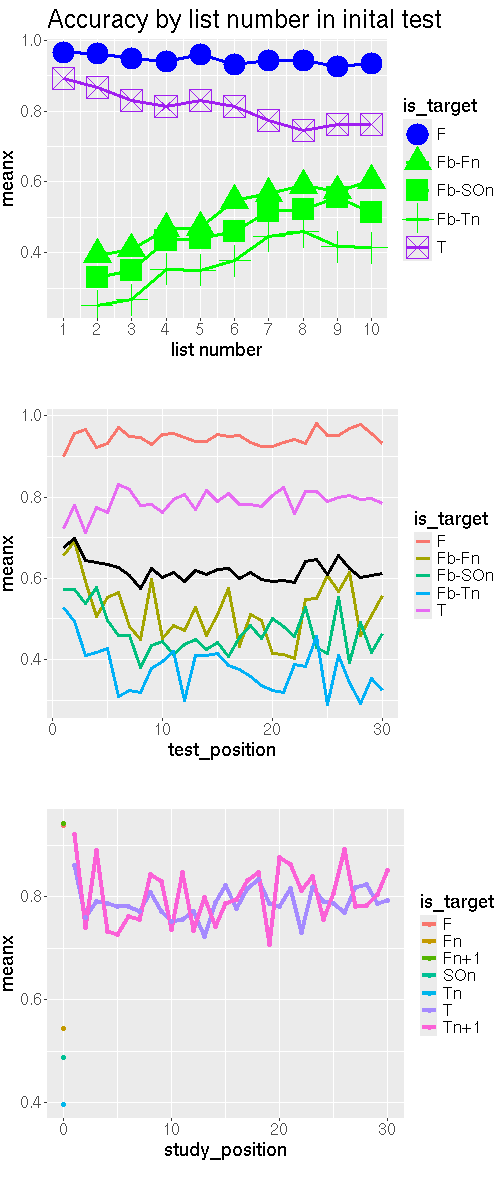 Accuracy by list number in inital test
meanx
1.0
0.8
0.6
0.4
1 2 3 4 5 6 7 8 9 10
list number
is_target
F
Fb-Fn
Fb-SOn
Fb-Tn
T
meanx
1.0
0.8
0.6
0.4
0 10 20 30
test_position
is_target
F
Fb-Fn
Fb-SOn
Fb-Tn
T
meanx
0.8
0.6
0.4
0 10 20 30
study_position
is_target
F
Fn
Fn+1
SOn
Tn
T
Tn+1